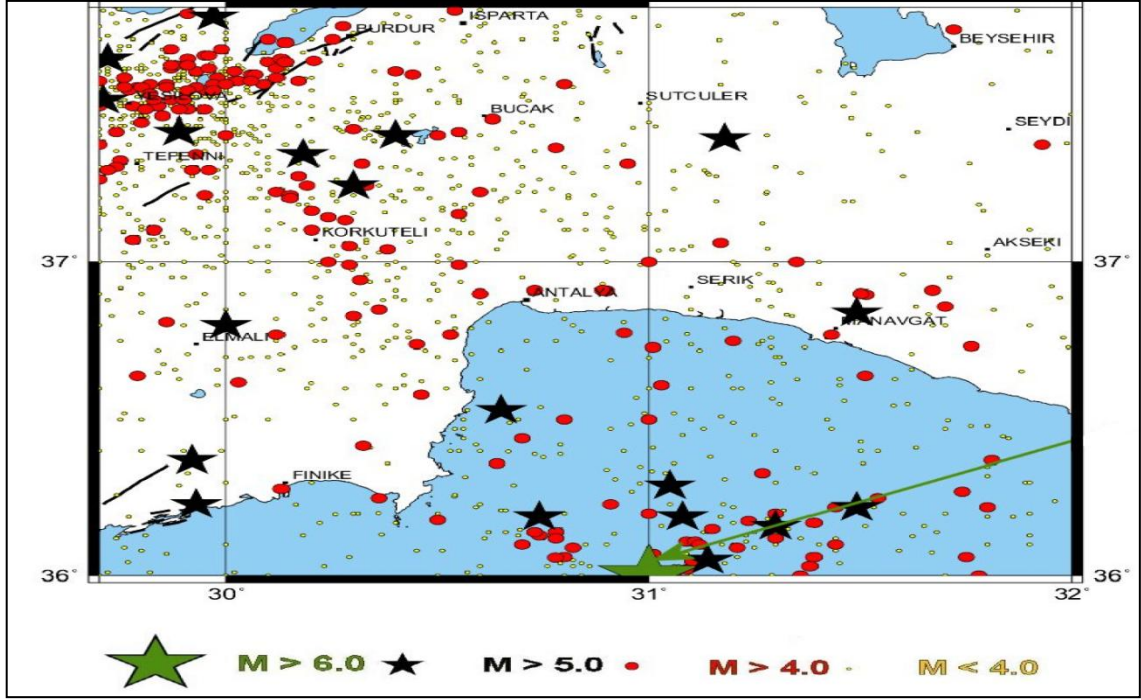 ISPARTA
BURDUR
BEYSEHIR
SUTCULER
BUCAK
SEYDİ
TEFENNI
KORKUTELI
AKSEKI
37° 37°
SERIK
ANTALYA
MANAVGAT
ELMALI
FINIKE
36° 36°
30° 31° 32°
M > 6.0 M > 5.0 M > 4.0 M < 4.0